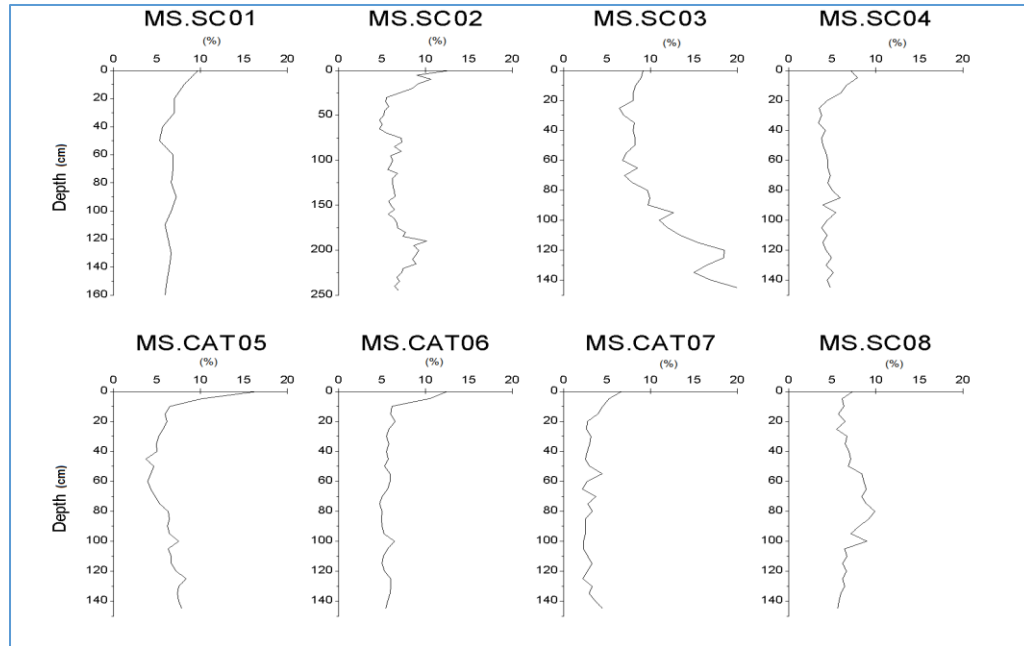 MS.SC01 MS.SC02 MS.SC03 MS.SC04
(%) (%) (%) (%)
0 5 10 15 20 0 5 10 15 20 0 5 10 15 20 0 5 10 15 20
0 0 0 0
20 20 20
40 50 40 40
60 60 60
80 100 80 80
100 150 100 100
120 200 120 120
140 140 140
160 250
Depth (cm)
MS.CAT05 MS.CAT06 MS.CAT07 MS.SC08
(%) (%) (%) (%)
0 5 10 15 20 0 5 10 15 20 0 5 10 15 20 0 5 10 15 20
0 0 0 0
20 20 20 20
40 40 40 40
60 60 60 60
80 80 80 80
100 100 100 100
120 120 120 120
140 140 140 140
Depth (cm)